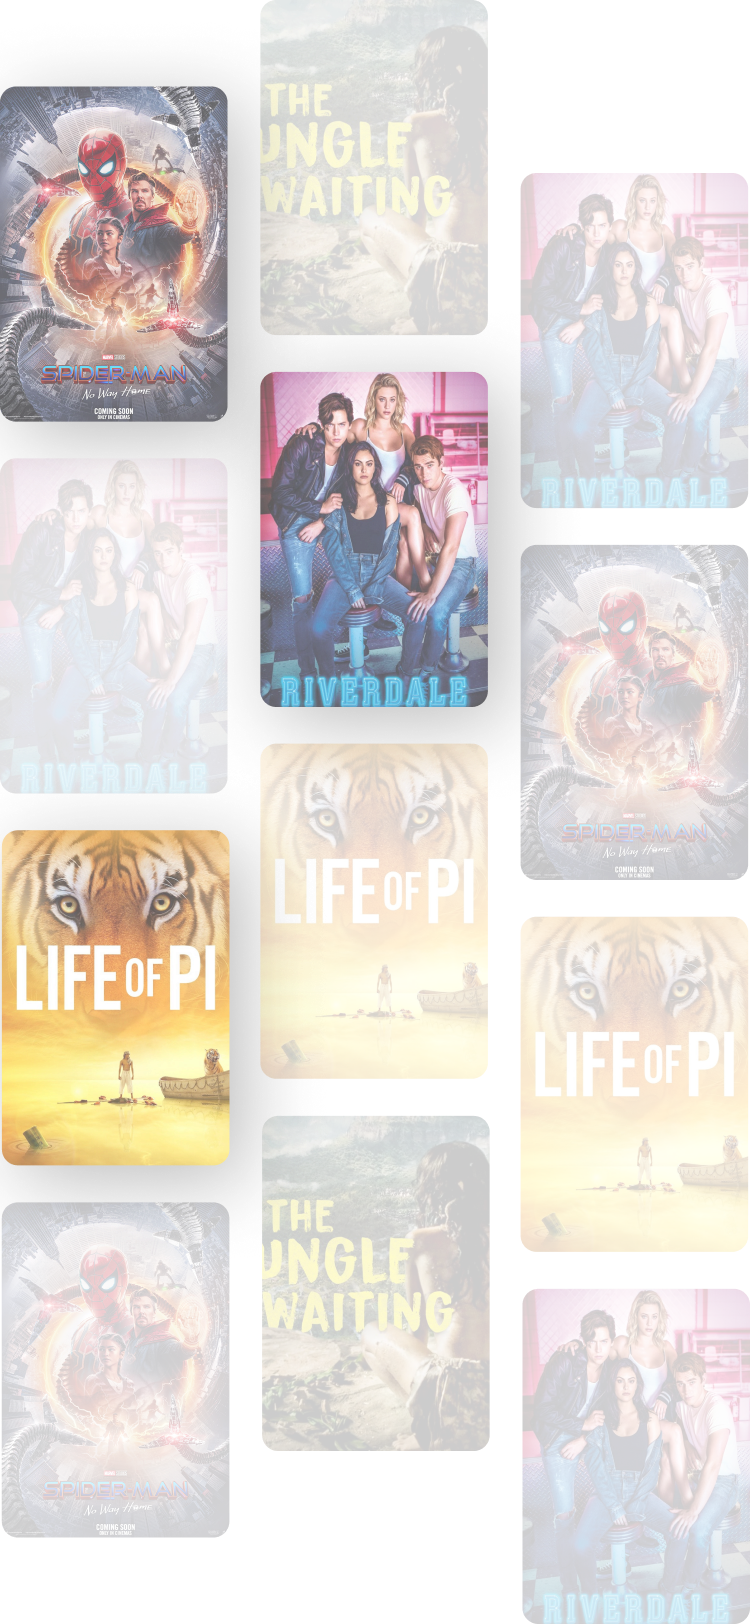 THE
UNGLE
WAITING
MARVEL STUDIOS
SPIDER-MAN
No Way Home
COMING SOON
ONLY IN CINEMAS
RIVERDALE
RIVERDALE
RIVERDALE
SPIDER-MAN
No Way Home
COMING SOON
ONLY IN CINEMAS
LIFE OF PI
LIFE OF PI
LIFE OF PI
THE
UNGLE
WAITING
SPIDER-MAN
No Way Home
COMING SOON
ONLY IN CINEMAS
RIVERDALE